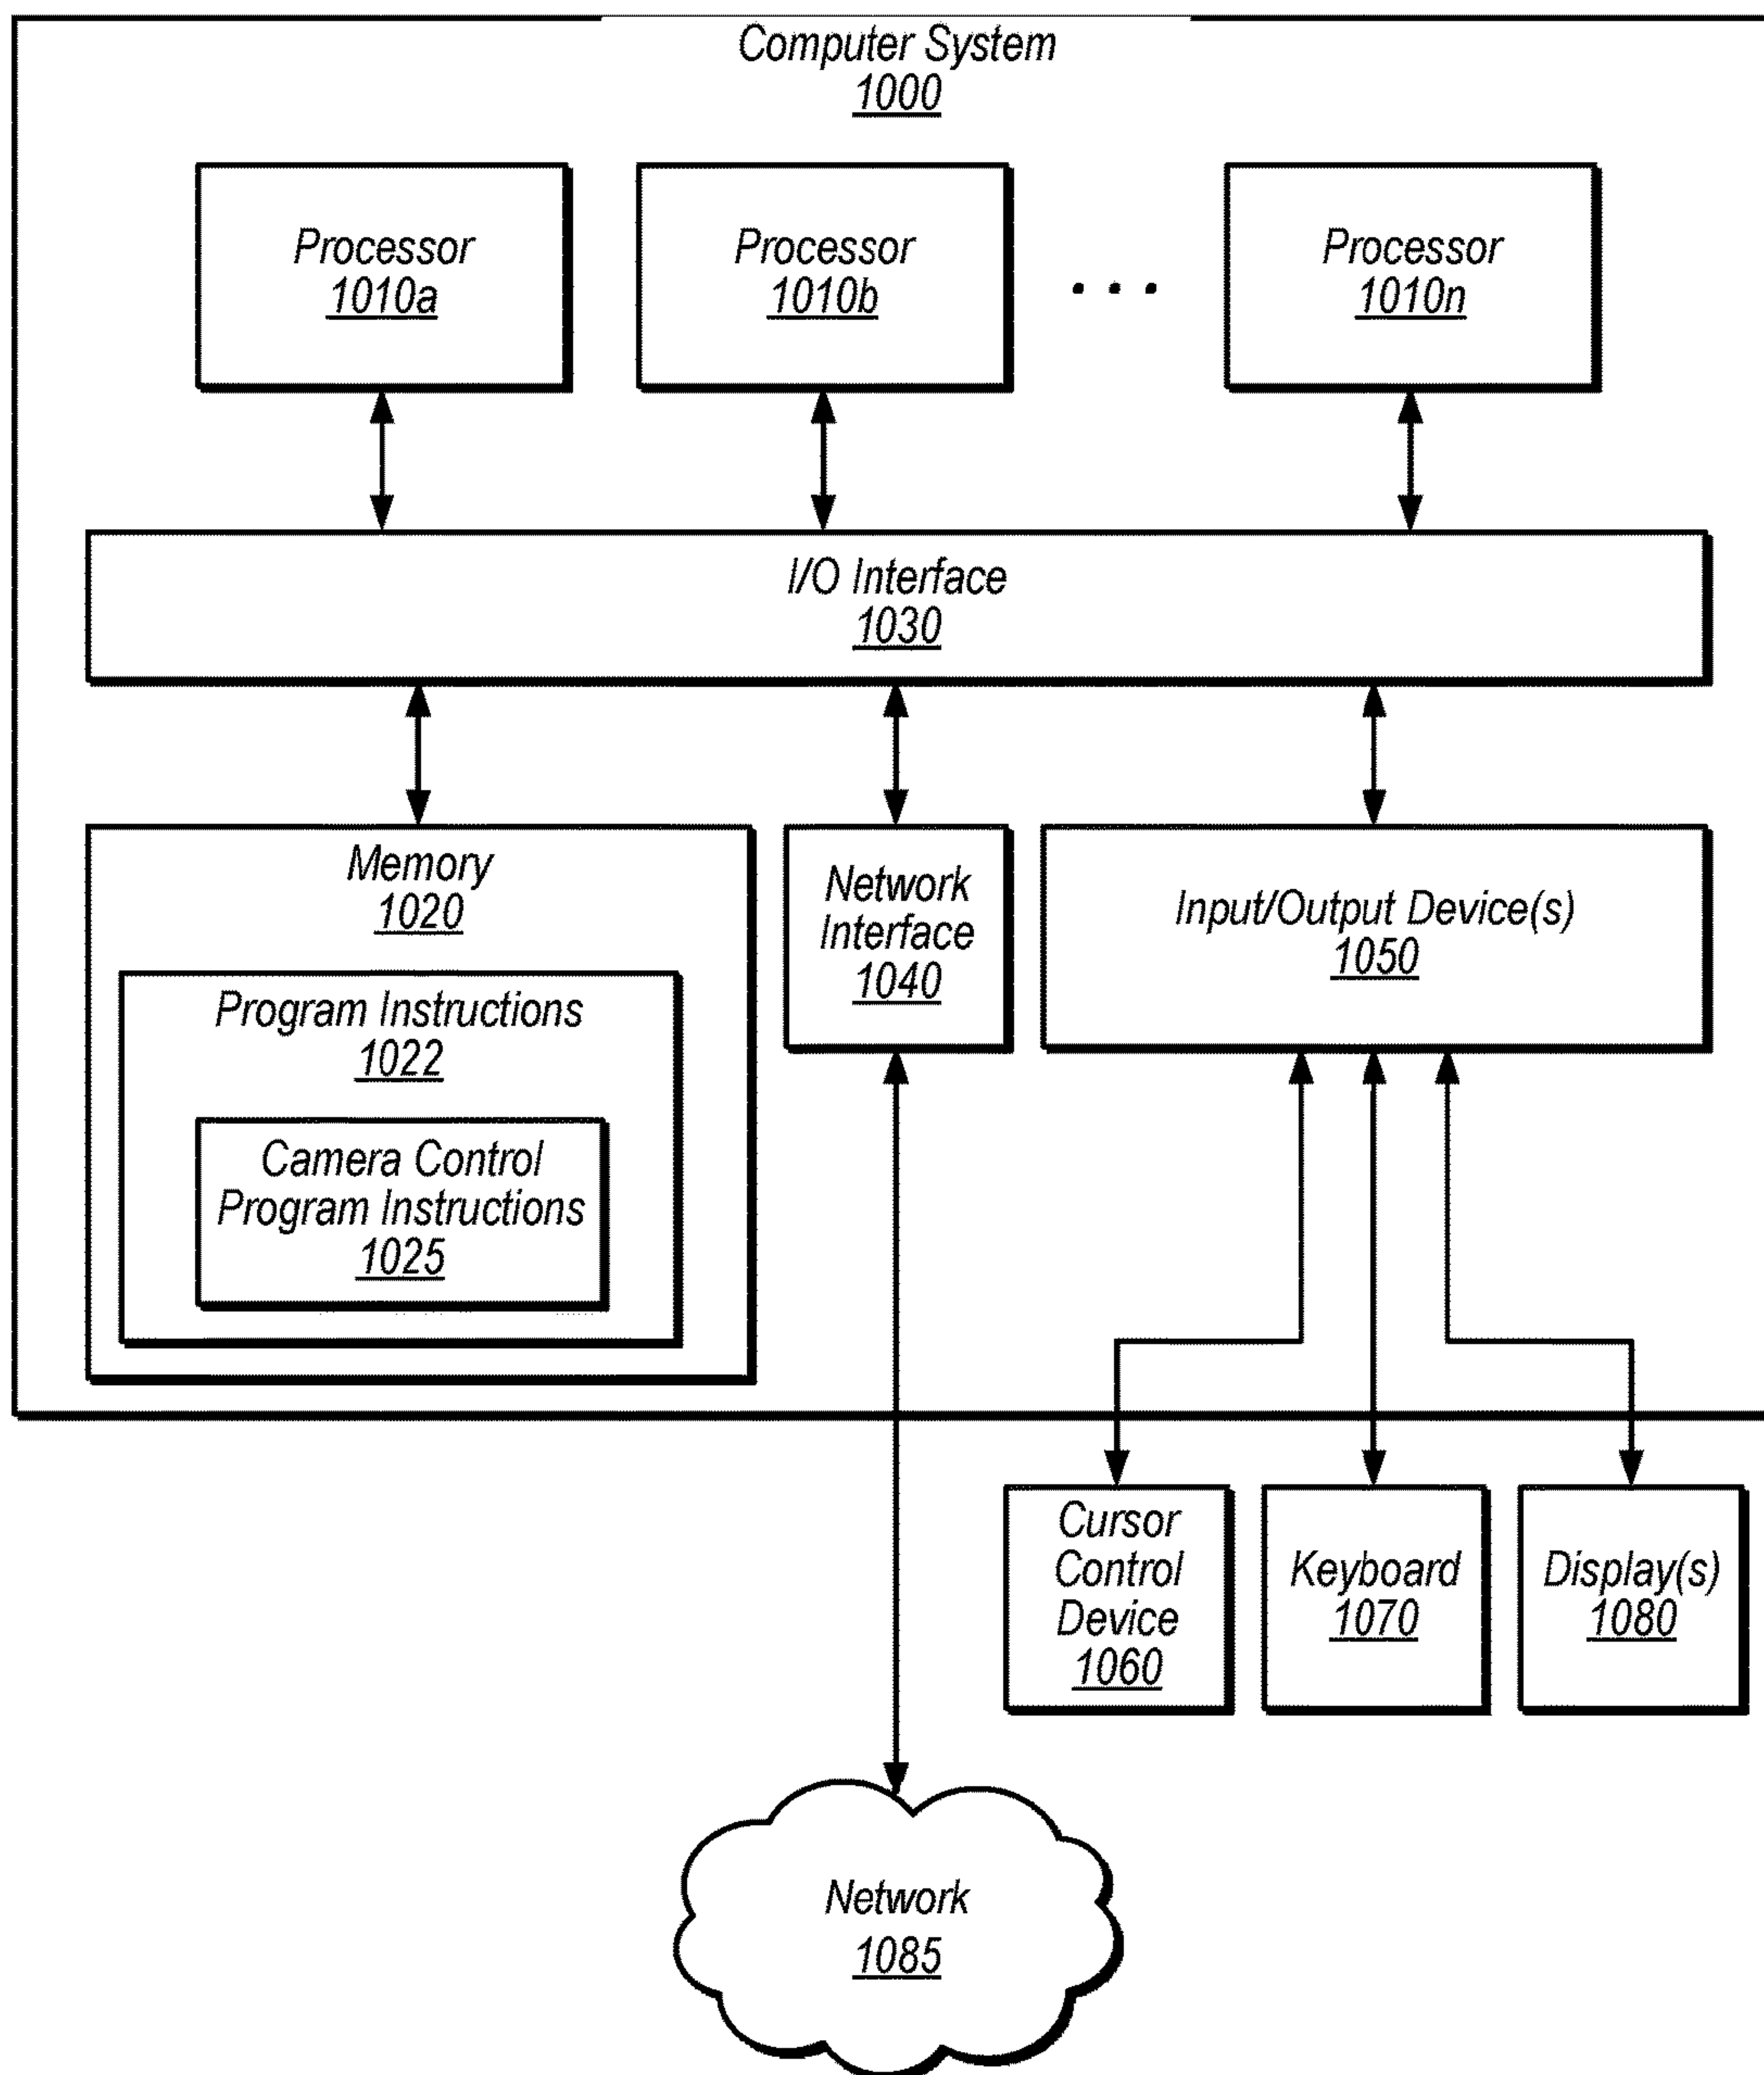 Computer System
1000
Processor
1010a
Processor
1010b
. . .
Processor
1010n
I/O Interface
1030
Memory
1020
Program Instructions
1022
Camera Control
Program Instructions
1025
Network
Interface
1040
Input/Output Device(s)
1050
Cursor
Control
Device
1060
Keyboard
1070
Display(s)
1080
Network
1085